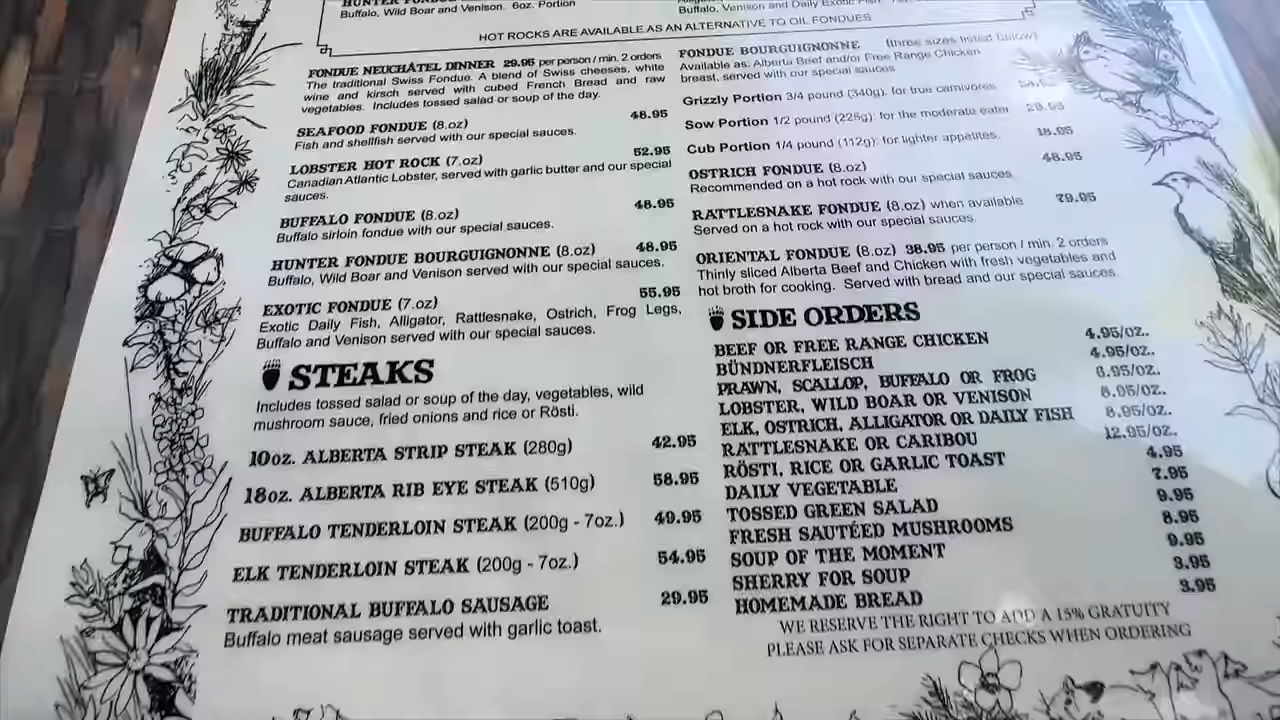 Buffalo, Wild Boar and Venison. 6oz. Portion
Buffalo, Venison and Daily Exotic Fish
HOT ROCKS ARE AVAILABLE AS AN ALTERNATIVE TO OIL FONDUES
FONDUE NEUCHÂTEL DINNER 29.95 per person / min. 2 orders
The traditional Swiss Fondue. A blend of Swiss cheeses, white
wine and kirsch served with cubed French Bread and raw
vegetables. Includes tossed salad or soup of the day.
SEAFOOD FONDUE (8.oz) 48.95
Fish and shellfish served with our special sauces.
LOBSTER HOT ROCK (7.oz) 52.95
Canadian Atlantic Lobster, served with garlic butter and our special
sauces.
BUFFALO FONDUE (8.oz) 48.95
Buffalo sirloin fondue with our special sauces.
HUNTER FONDUE BOURGUIGNONNE (8.oz) 48.95
Buffalo, Wild Boar and Venison served with our special sauces.
EXOTIC FONDUE (7.oz) 55.95
Exotic Daily Fish, Alligator, Rattlesnake, Ostrich, Frog Legs,
Buffalo and Venison served with our special sauces.
STEAKS
Includes tossed salad or soup of the day, vegetables, wild
mushroom sauce, fried onions and rice or Rösti.
10oz. ALBERTA STRIP STEAK (280g) 42.95
18oz. ALBERTA RIB EYE STEAK (510g) 58.95
BUFFALO TENDERLOIN STEAK (200g - 7oz.) 49.95
ELK TENDERLOIN STEAK (200g - 7oz.) 54.95
TRADITIONAL BUFFALO SAUSAGE 29.95
Buffalo meat sausage served with garlic toast.
FONDUE BOURGUIGNONNE (three sizes listed below)
Available as: Alberta Beef and/or Free Range Chicken
breast, served with our special sauces
Grizzly Portion 3/4 pound (340g): for true carnivores
Sow Portion 1/2 pound (225g): for the moderate eater 28.95
Cub Portion 1/4 pound (112g): for lighter appetites. 18.95
OSTRICH FONDUE (8.oz) 48.95
Recommended on a hot rock with our special sauces
RATTLESNAKE FONDUE (8.oz) when available 79.95
Served on a hot rock with our special sauces.
ORIENTAL FONDUE (8.oz) 38.95 per person / min. 2 orders
Thinly sliced Alberta Beef and Chicken with fresh vegetables and
hot broth for cooking. Served with bread and our special sauces.
SIDE ORDERS
BEEF OR FREE RANGE CHICKEN 4.95/OZ.
BÜNDNERFLEISCH 4.95/OZ.
PRAWN, SCALLOP, BUFFALO OR FROG 6.95/OZ.
LOBSTER, WILD BOAR OR VENISON 8.95/OZ.
ELK, OSTRICH, ALLIGATOR OR DAILY FISH 8.95/OZ.
RATTLESNAKE OR CARIBOU 12.95/OZ.
RÖSTI, RICE OR GARLIC TOAST 4.95
DAILY VEGETABLE 7.95
TOSSED GREEN SALAD 9.95
FRESH SAUTÉED MUSHROOMS 8.95
SOUP OF THE MOMENT 9.95
SHERRY FOR SOUP 3.95
HOMEMADE BREAD 3.95
WE RESERVE THE RIGHT TO ADD A 15% GRATUITY
PLEASE ASK FOR SEPARATE CHECKS WHEN ORDERING